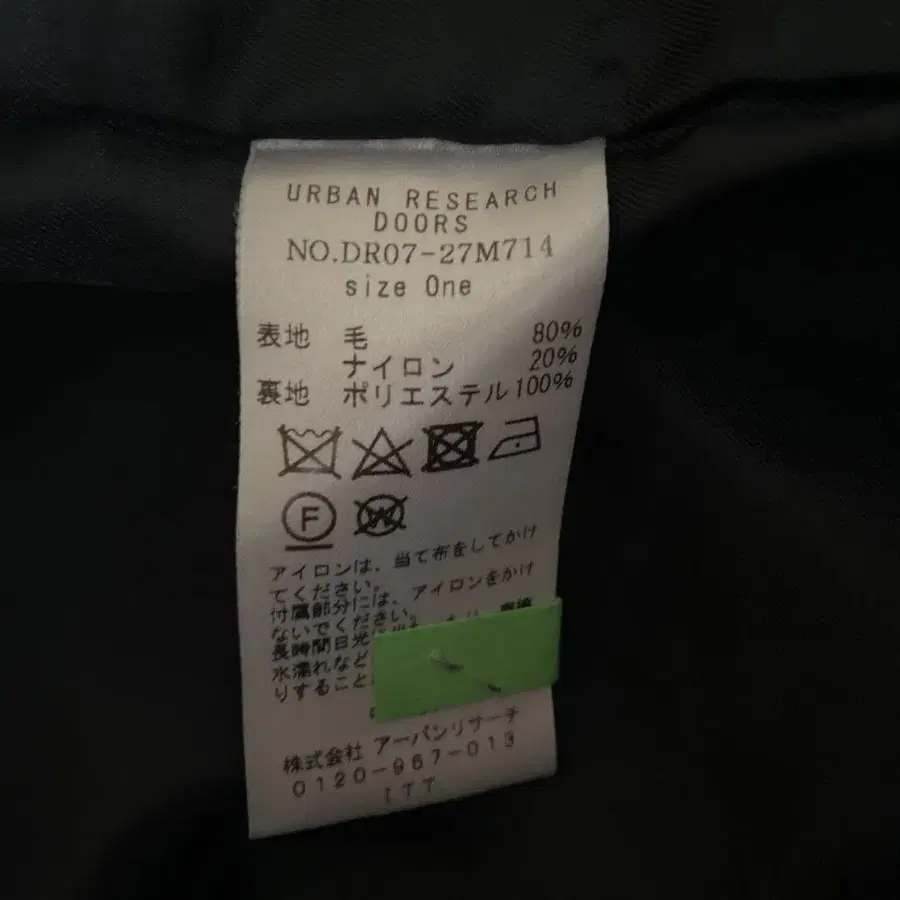 URBAN RESEARCH
DOORS
NO.DR07-27M714
size One
表地 毛 80%
ナイロン 20%
裏地 ポリエステル 100%
F
W
アイロンは、当て布をしてかけ
てください。
付属部分には、アイロンをかけ
ないでください。
長時間日光に
水濡れなど
りすること
株式会社 アーバンリサーチ
0120-967-013
ITT